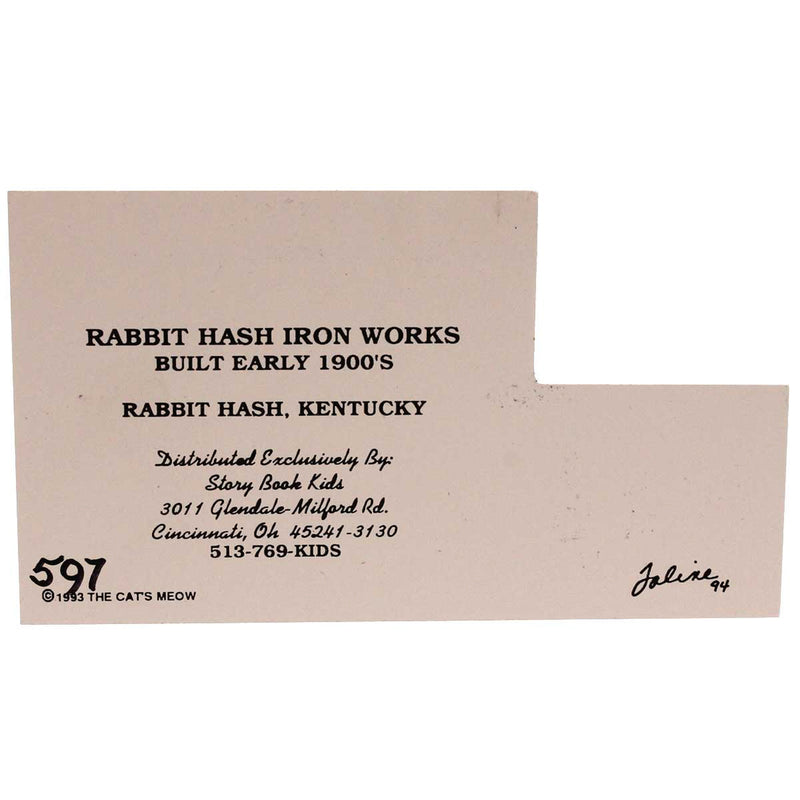 RABBIT HASH IRON WORKS
BUILT EARLY 1900'S
RABBIT HASH, KENTUCKY
Distributed Exclusively By:
Story Book Kids
3011 Glendale-Milford Rd.
Cincinnati, Oh 45241-3130
513-769-KIDS
597
©1993 THE CAT'S MEOW
Faline 94